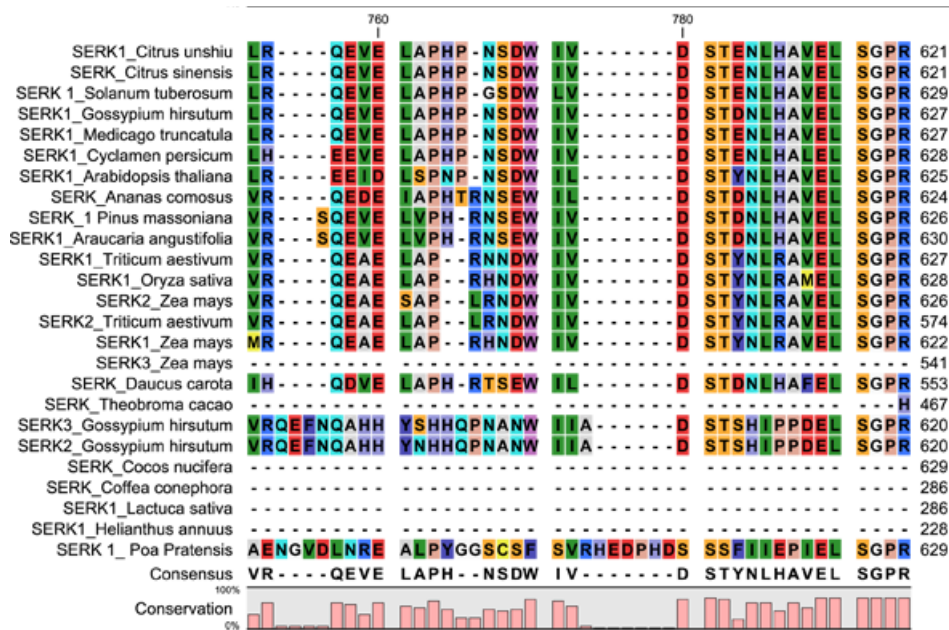 760 780
SERK1_Citrus unshiu LR----QEVE LAPHP-NSDW IV-------D STENLHAVEL SGPR 621
SERK_Citrus sinensis LR----QEVE LAPHP-NSDW IV-------D STENLHAVEL SGPR 621
SERK 1_Solanum tuberosum LR----QEVE LAPHP-GSDW LV-------D STENLHAVEL SGPR 629
SERK1_Gossypium hirsutum LR----QEVE LAPHP-NSDW IV-------D STDNLHAVEL SGPR 627
SERK1_Medicago truncatula LR----QEVE LAPHP-NSDW IV-------D STENLHAVEL SGPR 627
SERK1_Cyclamen persicum LH----EEVE LAPHP-NSDW IV-------D STENLHALEL SGPR 628
SERK1_Arabidopsis thaliana LR----EEID LSPNP-NSDW IL-------D STYNLHAVEL SGPR 625
SERK_Ananas comosus VR----QEDE IAPHTRNSEW IL-------D STDNLHAVEL SGPR 624
SERK_1 Pinus massoniana VR---SQEVE LVPH-RNSEW IV-------D STDNLHAVEL SGPR 626
SERK1_Araucaria angustifolia VR---SQEVE LVPH-RNSEW IV-------D STDNLHAVEL SGPR 630
SERK1_Triticum aestivum VR----QEAE LAP--RNNDW IV-------D STYNLRAVEL SGPR 627
SERK1_Oryza sativa VR----QEAE LAP--RHNDW IV-------D STYNLRAMEL SGPR 628
SERK2_Zea mays VR----QEAE SAP--LRNDW IV-------D STYNLRAVEL SGPR 626
SERK2_Triticum aestivum VR----QEAE LAP--LRNDW IV-------D STYNLRAVEL SGPR 574
SERK1_Zea mays MR----QEAE LAP--RHNDW IV-------D STYNLRAVEL SGPR 622
SERK3_Zea mays ---------- ---------- ---------- ---------- ---- 541
SERK_Daucus carota IH----QDVE LAPH-RTSEW IL-------D STDNLHAFEL SGPR 553
SERK_Theobroma cacao ---------- ---------- ---------- ---------- ---H 467
SERK3_Gossypium hirsutum VRQEFNQAHH YSHHQPNANW IIA------D STSHIPPDEL SGPR 620
SERK2_Gossypium hirsutum VRQEFNQAHH YNHHQPNANW IIA------D STSHIPPDEL SGPR 620
SERK_Cocos nucifera ---------- ---------- ---------- ---------- ---- 629
SERK_Coffea conephora ---------- ---------- ---------- ---------- ---- 286
SERK1_Lactuca sativa ---------- ---------- ---------- ---------- ---- 286
SERK1_Helianthus annuus ---------- ---------- ---------- ---------- ---- 228
SERK 1_ Poa Pratensis AENGVDLNRE ALPYGGSCSF SVRHEDPHDS SSFIIEPIEL SGPR 629
Consensus VR----QEVE LAPH--NSDW IV-------D STYNLHAVEL SGPR
100%
Conservation
0%